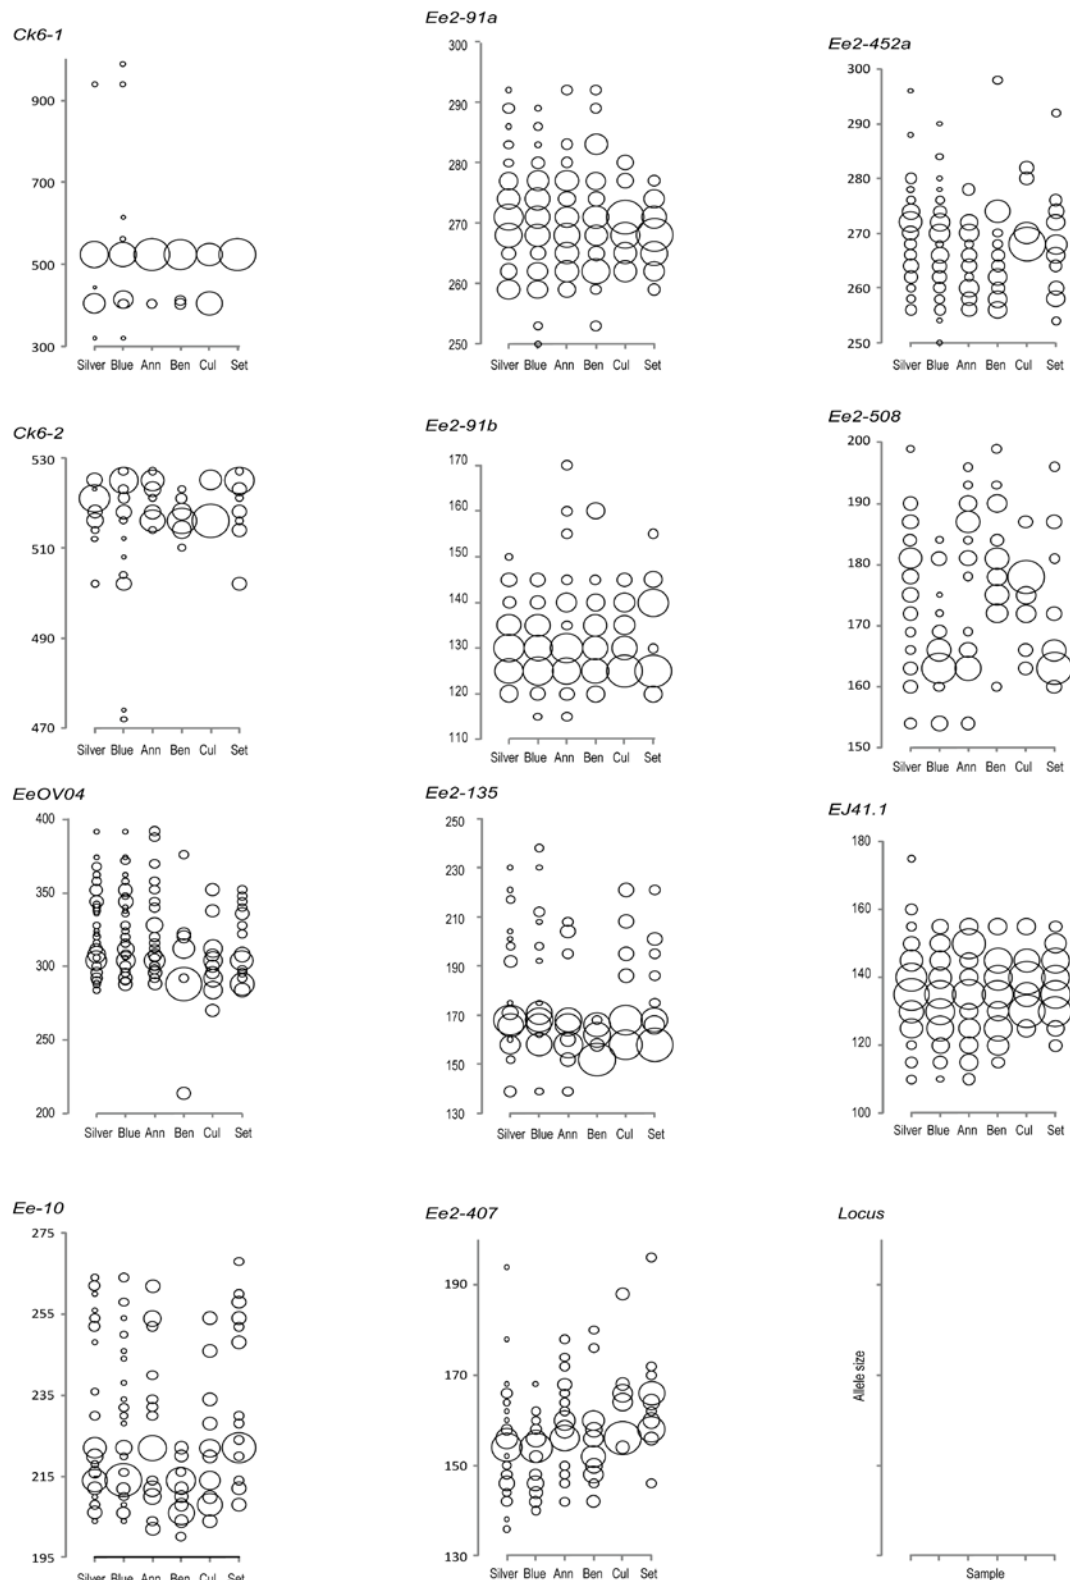 Ck6-1
900
700
500
300
Silver Blue Ann Ben Cul Set
Ee2-91a
300
290
280
270
260
250
Silver Blue Ann Ben Cul Set
Ee2-452a
300
290
280
270
260
250
Silver Blue Ann Ben Cul Set
Ck6-2
530
510
490
470
Silver Blue Ann Ben Cul Set
Ee2-91b
170
160
150
140
130
120
110
Silver Blue Ann Ben Cul Set
Ee2-508
200
190
180
170
160
150
Silver Blue Ann Ben Cul Set
EeOV04
400
350
300
250
200
Silver Blue Ann Ben Cul Set
Ee2-135
250
230
210
190
170
150
130
Silver Blue Ann Ben Cul Set
EJ41.1
180
160
140
120
100
Silver Blue Ann Ben Cul Set
Ee-10
275
255
235
215
195
Silver Blue Ann Ben Cul Set
Ee2-407
190
170
150
130
Silver Blue Ann Ben Cul Set
Locus
Allele size
Sample